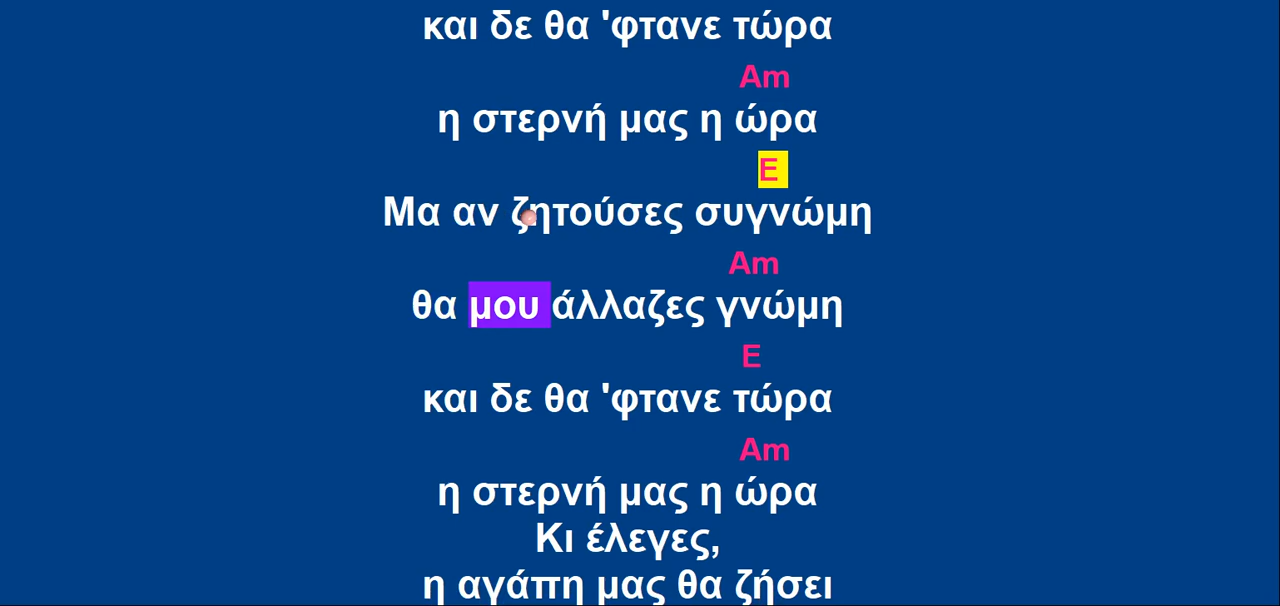 και δε θα 'φτανε τώρα
Am
η στερνή μας η ώρα
E
Μα αν ζητούσες συγνώμη
Am
θα μου άλλαζες γνώμη
E
και δε θα 'φτανε τώρα
Am
η στερνή μας η ώρα
Κι έλεγες,
η αγάπη μας θα ζήσει